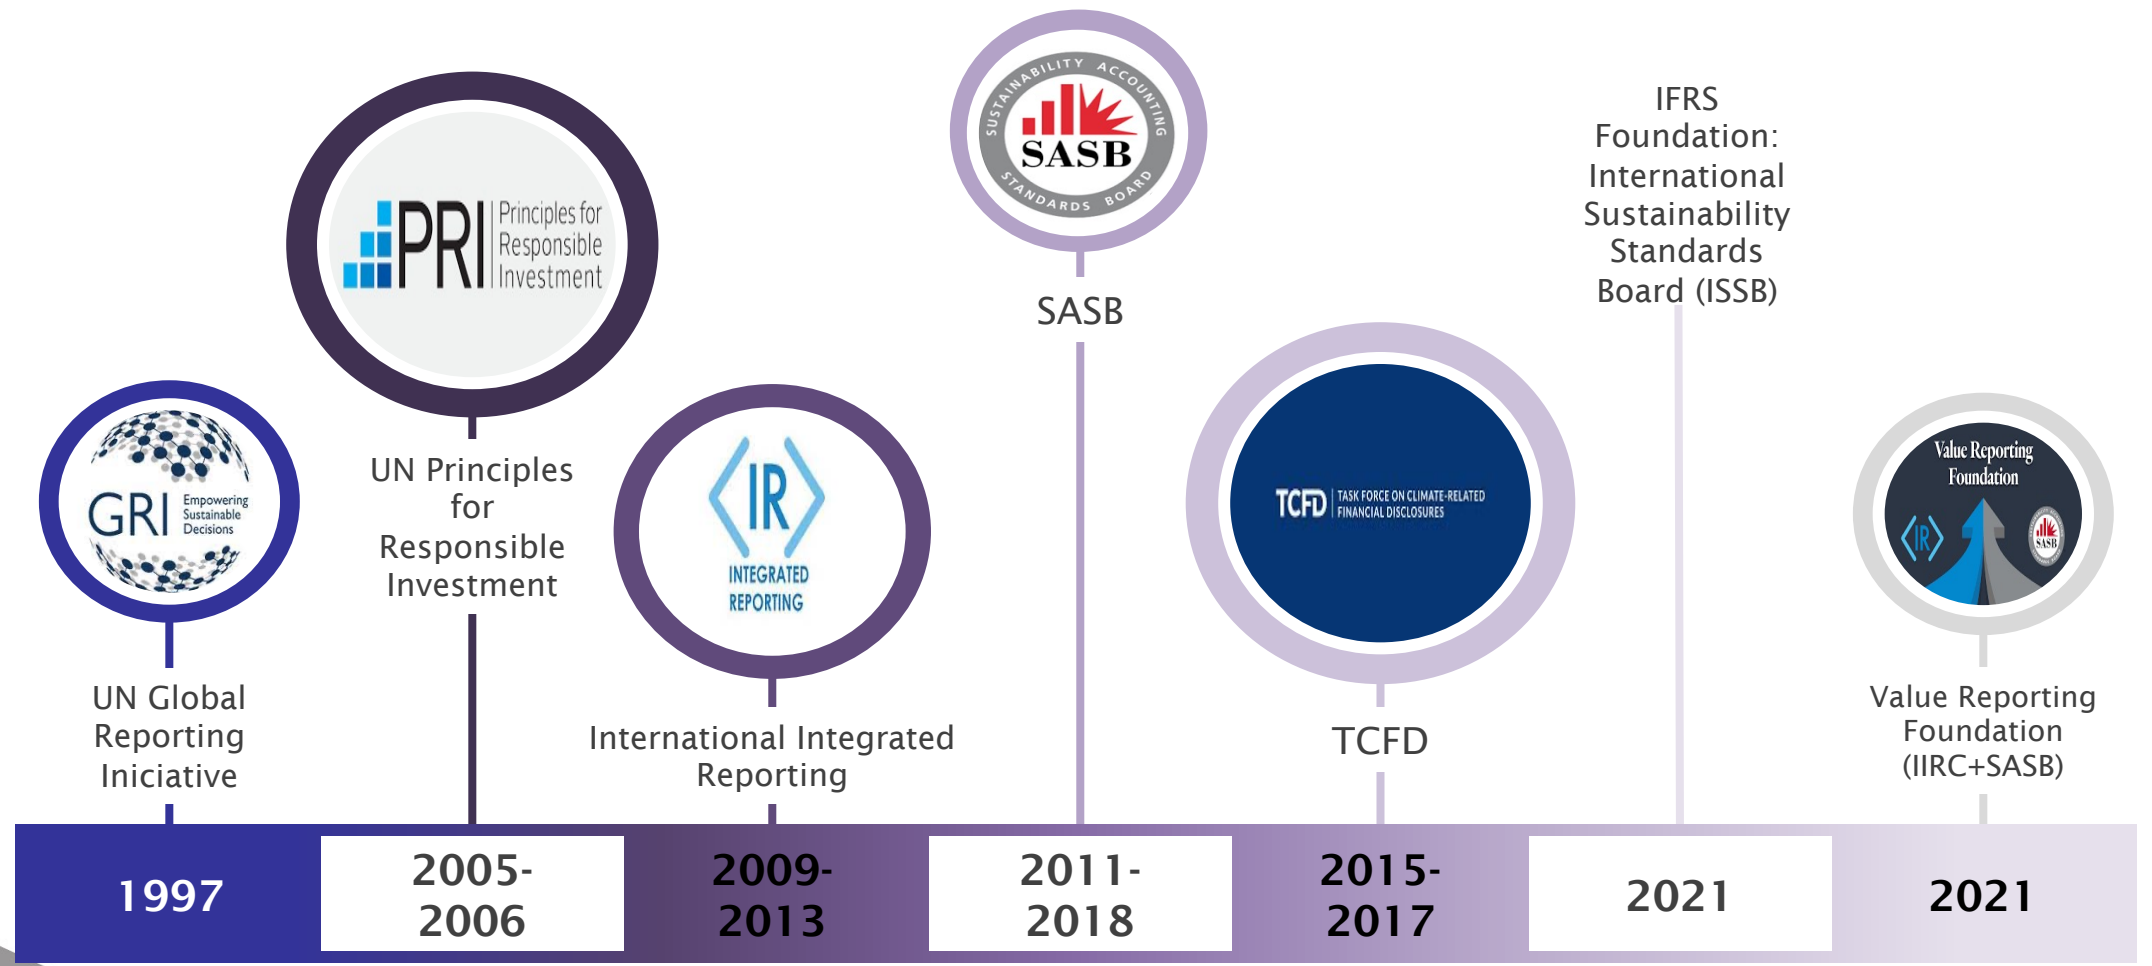 GRI
Empowering
Sustainable
Decisions
UN Global
Reporting
Iniciative
1997
PRI
Principles for
Responsible
Investment
UN Principles
for
Responsible
Investment
2005-
2006
IR
INTEGRATED
REPORTING
International Integrated
Reporting
2009-
2013
SUSTAINABILITY ACCOUNTING
SASB
STANDARDS BOARD
SASB
2011-
2018
TCFD
TASK FORCE ON CLIMATE-RELATED
FINANCIAL DISCLOSURES
TCFD
2015-
2017
IFRS
Foundation:
International
Sustainability
Standards
Board (ISSB)
2021
Value Reporting
Foundation
IR
SASB
Value Reporting
Foundation
(IIRC+SASB)
2021